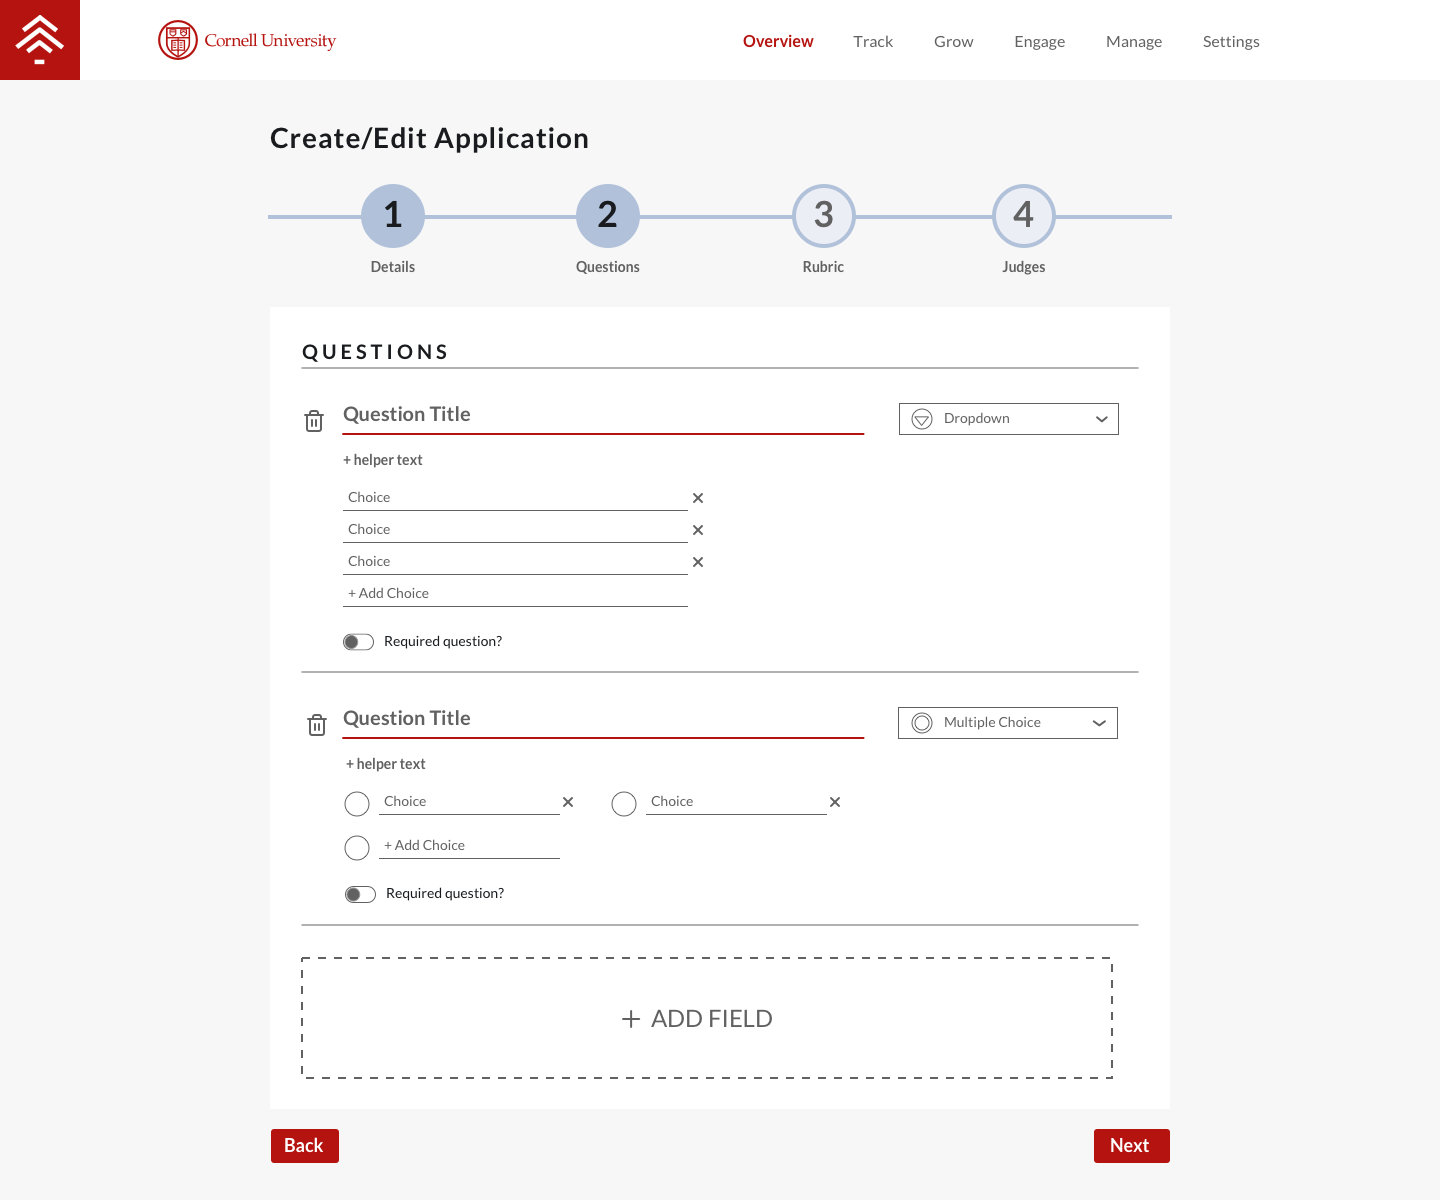 Cornell University
Overview Track Grow Engage Manage Settings
Create/Edit Application
1 2 3 4
Details Questions Rubric Judges
QUESTIONS
Question Title
Dropdown
+ helper text
Choice
Choice
Choice
+ Add Choice
Required question?
Question Title
Multiple Choice
+ helper text
Choice Choice
+ Add Choice
Required question?
+ ADD FIELD
Back Next